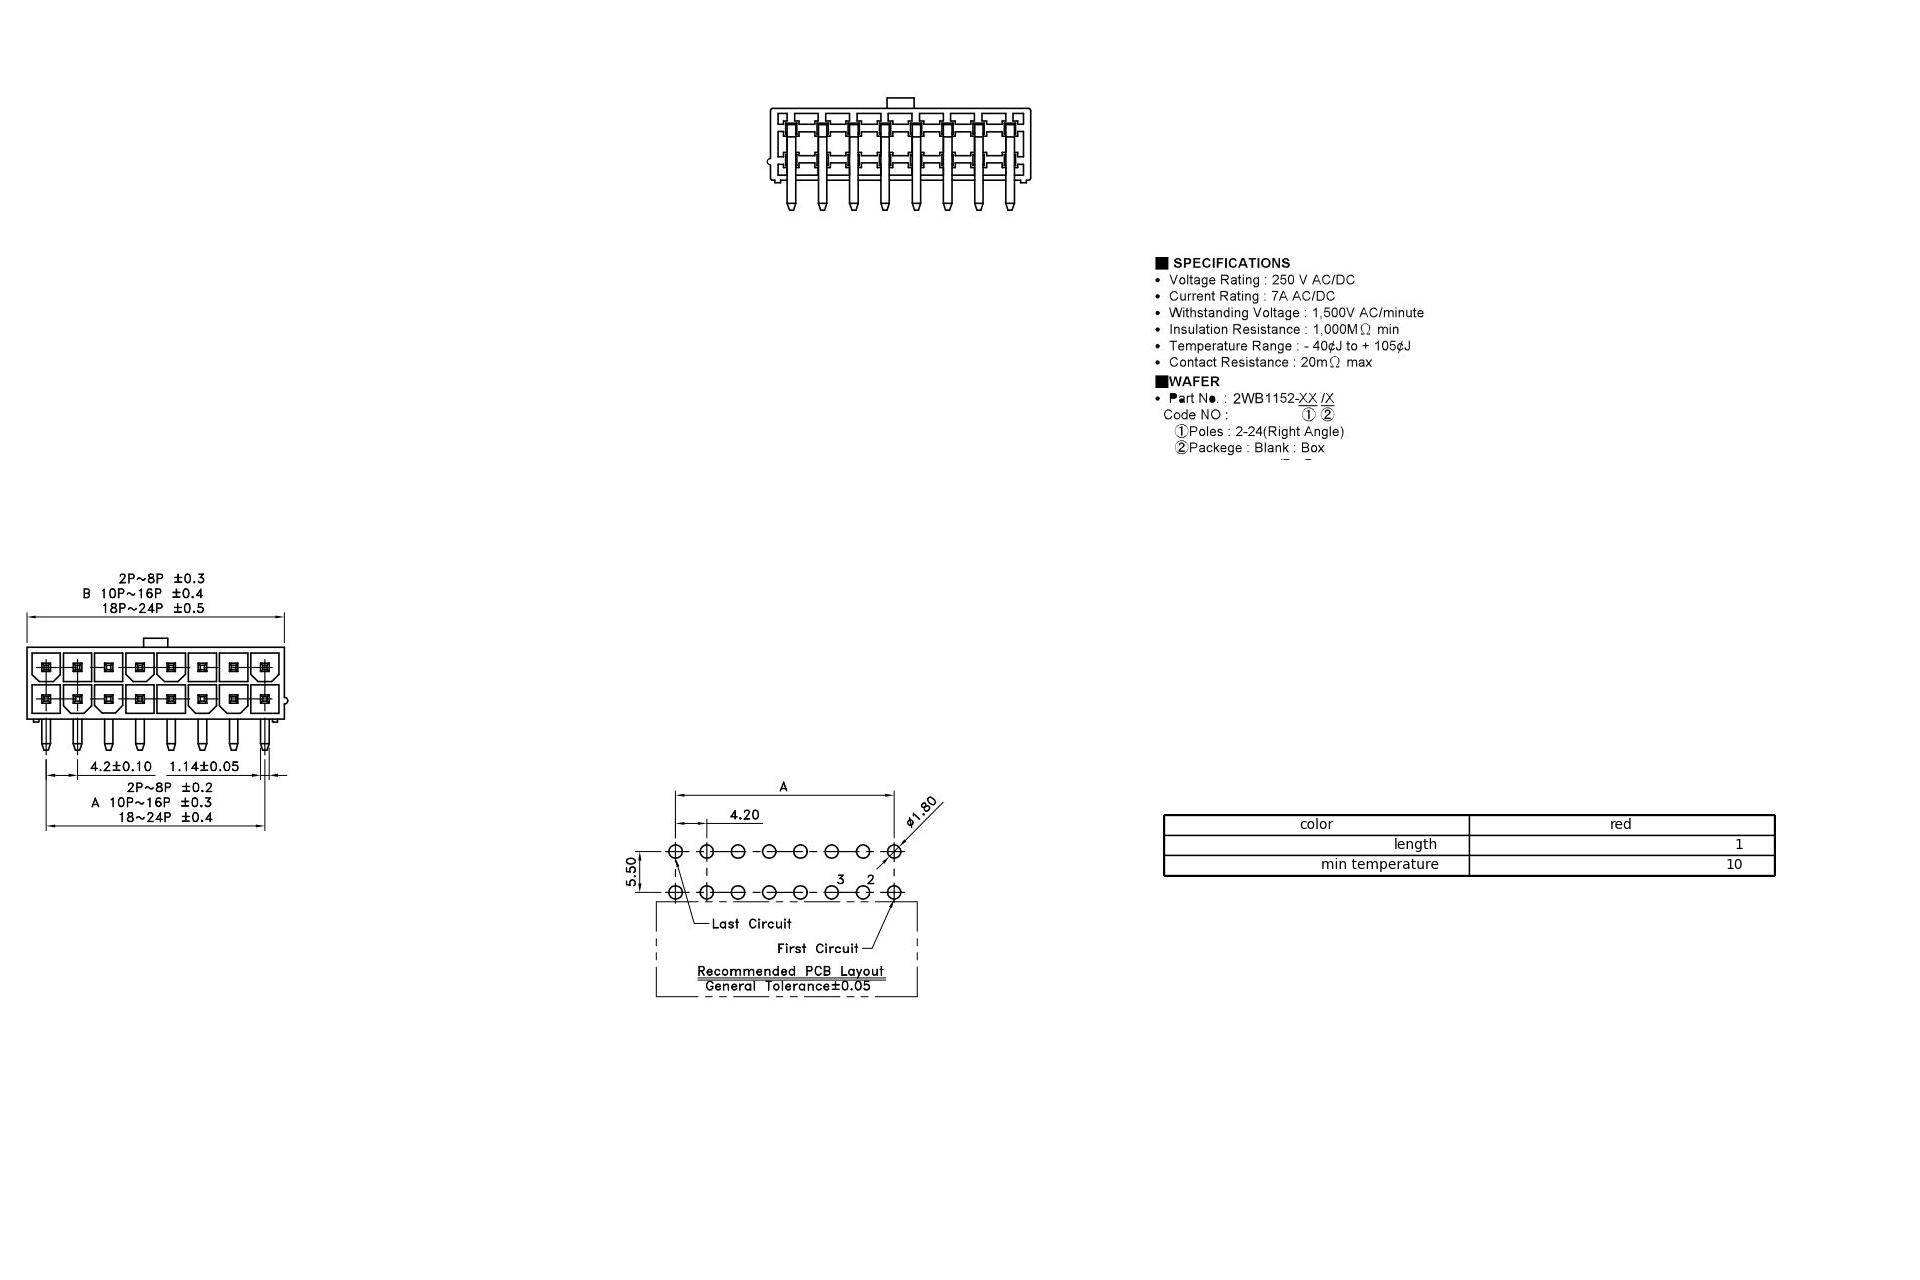 ■ SPECIFICATIONS
• Voltage Rating : 250 V AC/DC
• Current Rating : 7A AC/DC
• Withstanding Voltage : 1,500V AC/minute
• Insulation Resistance : 1,000MΩ min
• Temperature Range : - 40¢J to + 105¢J
• Contact Resistance : 20mΩ max
■WAFER
• Part No. : 2WB1152-XX /X
Code NO : ① ②
①Poles : 2-24(Right Angle)
②Packege : Blank : Box
2P~8P ±0.3
B 10P~16P ±0.4
18P~24P ±0.5
4.2±0.10 1.14±0.05
2P~8P ±0.2
A 10P~16P ±0.3
18~24P ±0.4
A
4.20
ø1.80
5.50
3 2
Last Circuit
First Circuit
Recommended PCB Layout
General Tolerance±0.05
color red
length 1
min temperature 10